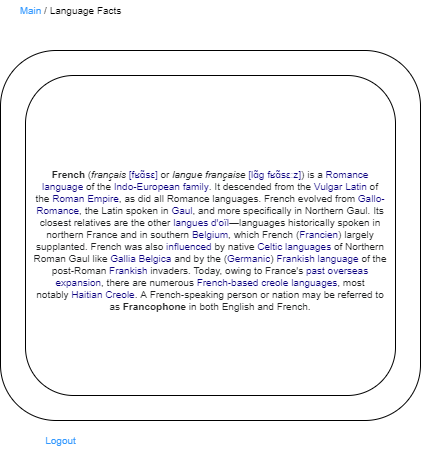 Main / Language Facts
French (français [fʁɑ̃sɛ] or langue française [lɑ̃ɡ fʁɑ̃sɛːz]) is a Romance
language of the Indo-European family. It descended from the Vulgar Latin of
the Roman Empire, as did all Romance languages. French evolved from Gallo-
Romance, the Latin spoken in Gaul, and more specifically in Northern Gaul. Its
closest relatives are the other langues d'oïl—languages historically spoken in
northern France and in southern Belgium, which French (Francien) largely
supplanted. French was also influenced by native Celtic languages of Northern
Roman Gaul like Gallia Belgica and by the (Germanic) Frankish language of the
post-Roman Frankish invaders. Today, owing to France's past overseas
expansion, there are numerous French-based creole languages, most
notably Haitian Creole. A French-speaking person or nation may be referred to
as Francophone in both English and French.
Logout